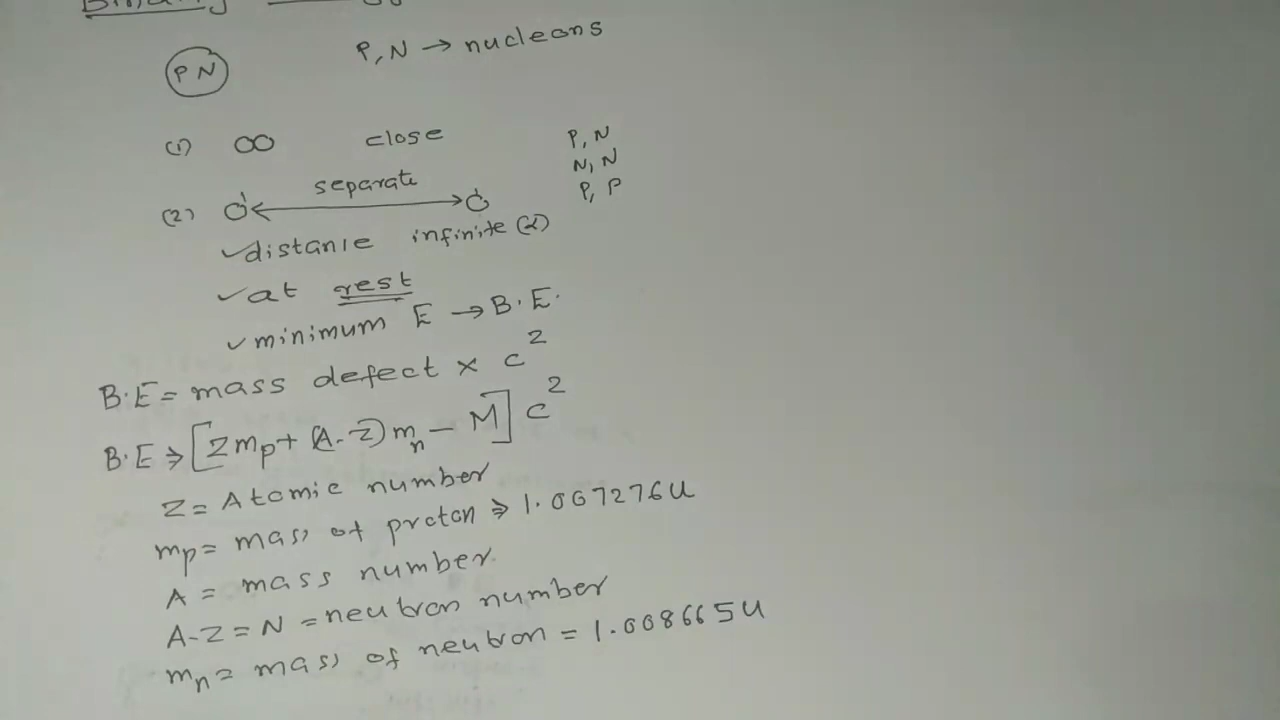 P, N → nucleons
PN
(1) close
P, N
N, N
(2) separate
P, P
✓distance infinite (α)
✓at rest
✓minimum E → B.E.
B.E = mass defect × c²
B.E ⇒ [Zmp + (A-Z)mn - M] c²
Z = Atomic number
mp = mass of proton ⇒ 1.007276u
A = mass number.
A-Z = N = neutron number
mn = mass of neutron = 1.008665u